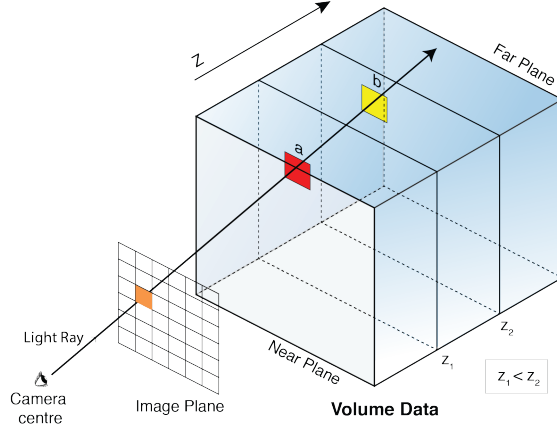 Z
Far Plane
b
a
Z₂
Z₁
Light Ray
Near Plane
z₁ < z₂
Camera
centre
Image Plane
Volume Data